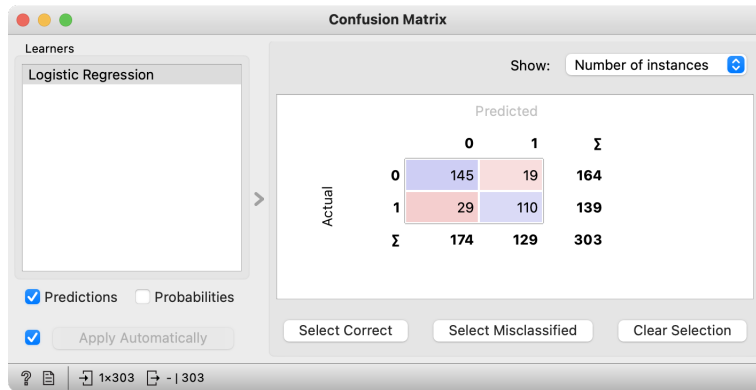 Confusion Matrix
Learners
Logistic Regression
Show: Number of instances
Predicted
0 1 Σ
Actual
0 145 19 164
1 29 110 139
Σ 174 129 303
Predictions Probabilities
Apply Automatically
Select Correct Select Misclassified Clear Selection
? 1×303 - | 303